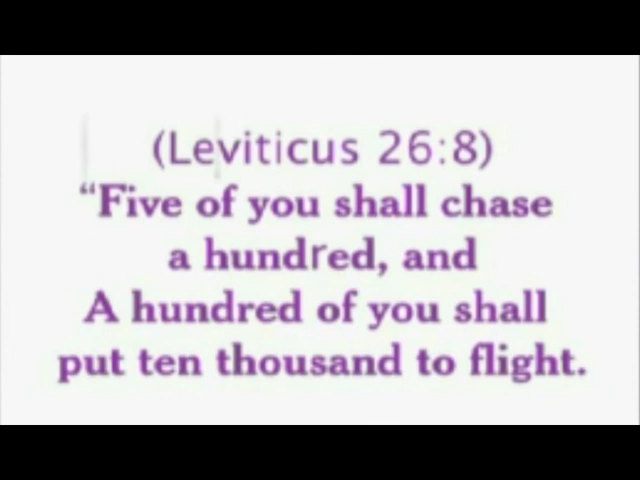 (Leviticus 26:8)
“Five of you shall chase
a hundred, and
A hundred of you shall
put ten thousand to flight.